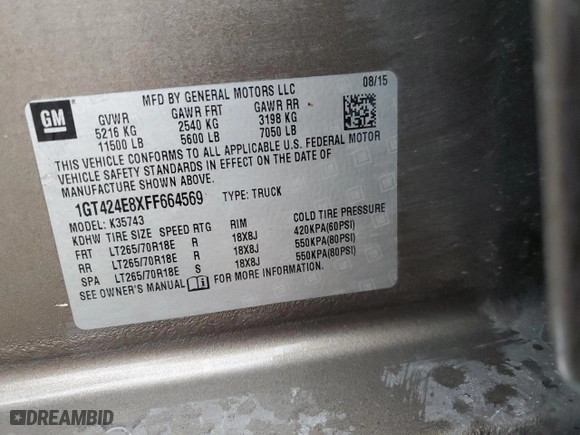 GM
MFD BY GENERAL MOTORS LLC 08/15
GVWR GAWR FRT GAWR RR
5216 KG 2540 KG 3198 KG
11500 LB 5600 LB 7050 LB
THIS VEHICLE CONFORMS TO ALL APPLICABLE U.S. FEDERAL MOTOR
VEHICLE SAFETY STANDARDS IN EFFECT ON THE DATE OF
MANUFACTURE SHOWN ABOVE.
1GT424E8XFF664569 TYPE: TRUCK
MODEL: K35743
KDHW TIRE SIZE SPEED RTG RIM COLD TIRE PRESSURE
FRT LT265/70R18E R 18X8J 420KPA(60PSI)
RR LT265/70R18E R 18X8J 550KPA(80PSI)
SPA LT265/70R18E S 18X8J 550KPA(80PSI)
SEE OWNER'S MANUAL FOR MORE INFORMATION.
DREAMBID